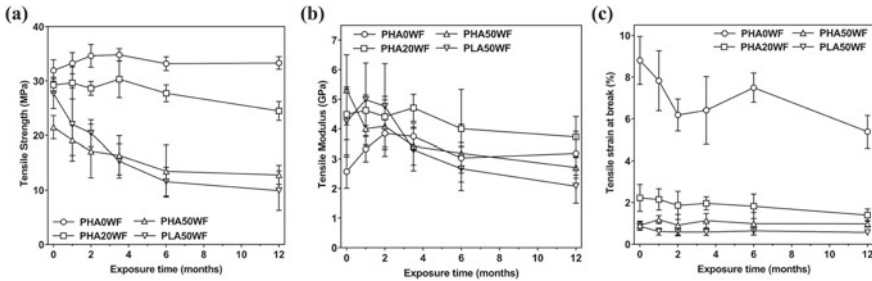 (a)
40
30
20
10
0
Tensile Strength (MPa)
PHA0WF PHA50WF
PHA20WF PLA50WF
0 2 4 6 8 10 12
Exposure time (months)
(b)
7
6
5
4
3
2
1
0
Tensile Modulus (GPa)
PHA0WF PHA50WF
PHA20WF PLA50WF
0 2 4 6 8 10 12
Exposure time (months)
(c)
10
8
6
4
2
0
Tensile strain at break (%)
PHA0WF PHA50WF
PHA20WF PLA50WF
0 2 4 6 8 10 12
Exposure time (months)